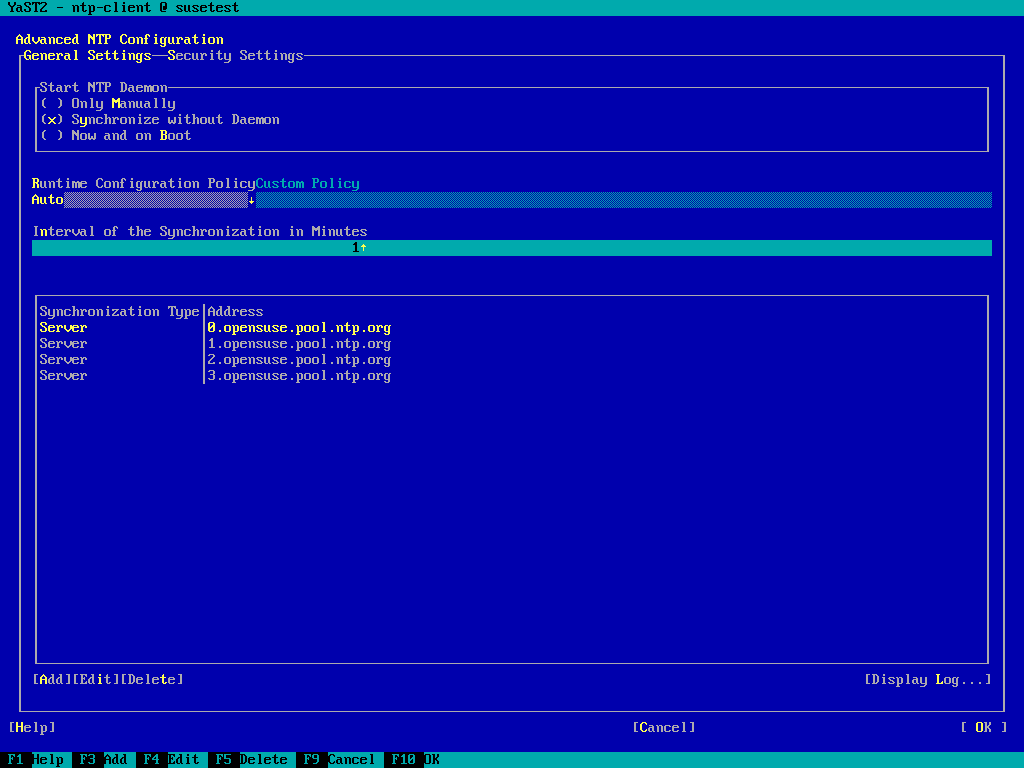 YaST2 - ntp-client @ susetest
Advanced NTP Configuration
General Settings Security Settings
Start NTP Daemon
( ) Only Manually
(x) Synchronize without Daemon
( ) Now and on Boot
Runtime Configuration PolicyCustom Policy
Auto ↓
Interval of the Synchronization in Minutes
1↑
Synchronization Type Address
Server 0.opensuse.pool.ntp.org
Server 1.opensuse.pool.ntp.org
Server 2.opensuse.pool.ntp.org
Server 3.opensuse.pool.ntp.org
[Add][Edit][Delete] [Display Log...]
[Help] [Cancel] [ OK ]
F1 Help F3 Add F4 Edit F5 Delete F9 Cancel F10 OK